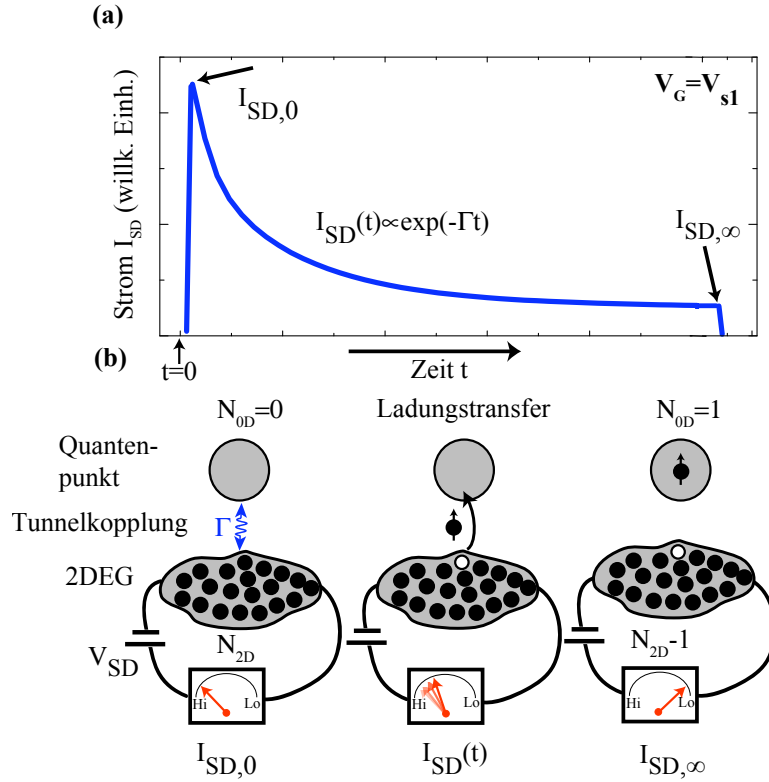 (a)
Strom I_SD (willk. Einh.)
I_SD,0
V_G=V_s1
I_SD(t)∝exp(-Γt)
I_SD,∞
t=0
Zeit t
(b)
N_0D=0
Ladungstransfer
N_0D=1
Quanten-
punkt
Tunnelkopplung
Γ
2DEG
V_SD
N_2D
N_2D-1
Hi Lo
Hi Lo
Hi Lo
I_SD,0
I_SD(t)
I_SD,∞